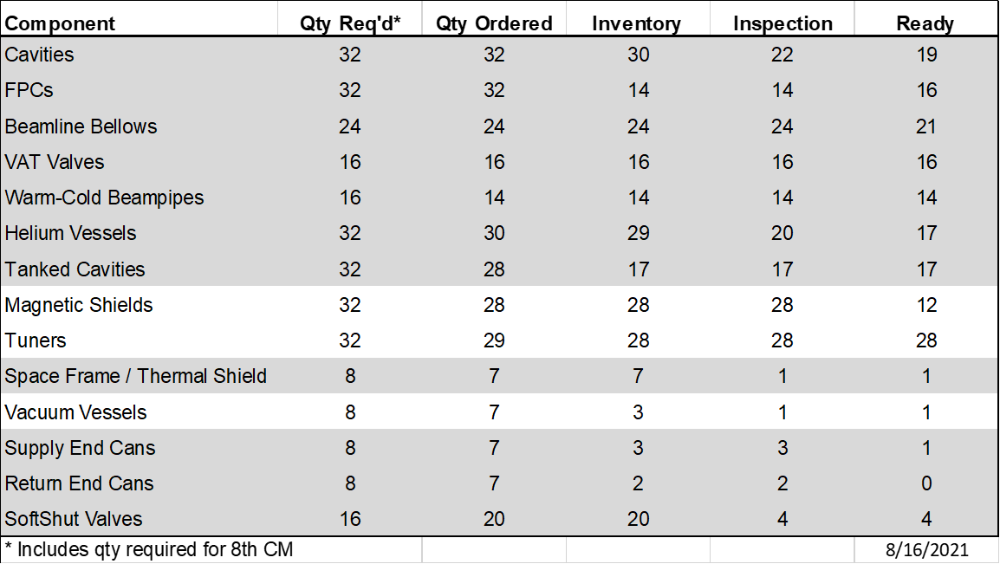 Component Qty Req'd* Qty Ordered Inventory Inspection Ready
Cavities 32 32 30 22 19
FPCs 32 32 14 14 16
Beamline Bellows 24 24 24 24 21
VAT Valves 16 16 16 16 16
Warm-Cold Beampipes 16 14 14 14 14
Helium Vessels 32 30 29 20 17
Tanked Cavities 32 28 17 17 17
Magnetic Shields 32 28 28 28 12
Tuners 32 29 28 28 28
Space Frame / Thermal Shield 8 7 7 1 1
Vacuum Vessels 8 7 3 1 1
Supply End Cans 8 7 3 3 1
Return End Cans 8 7 2 2 0
SoftShut Valves 16 20 20 4 4
* Includes qty required for 8th CM 8/16/2021